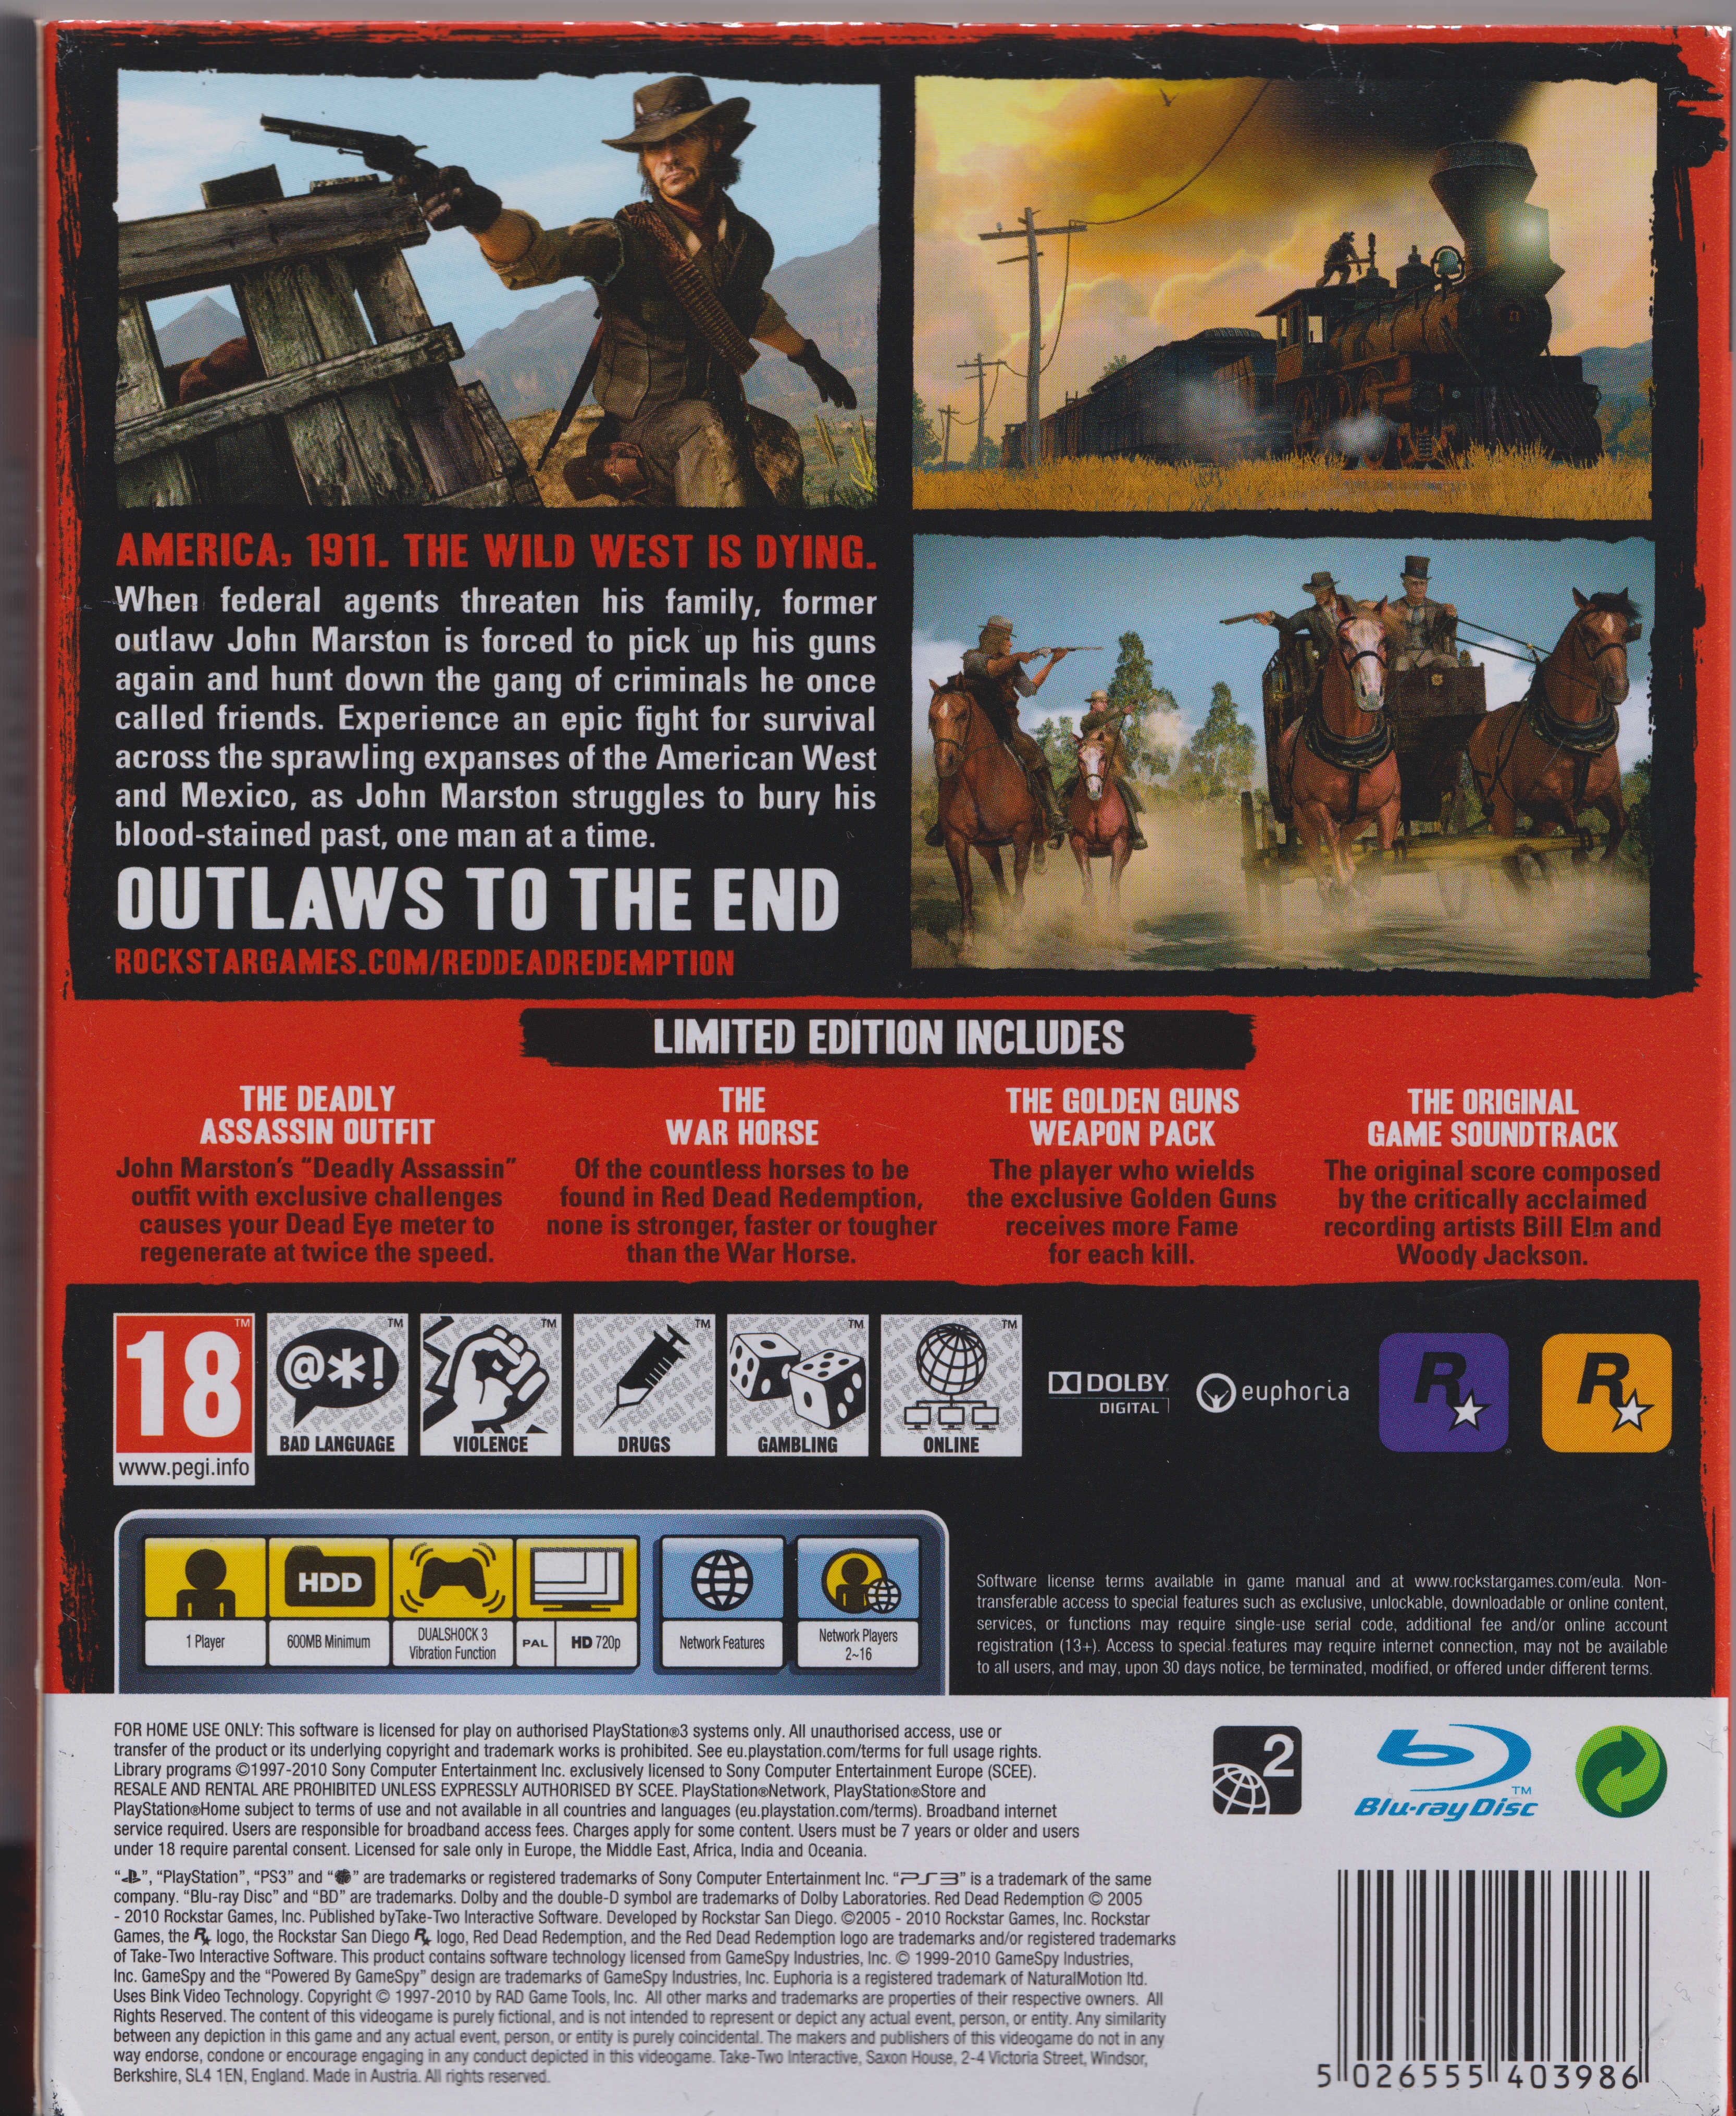 AMERICA, 1911. THE WILD WEST IS DYING.
When federal agents threaten his family, former
outlaw John Marston is forced to pick up his guns
again and hunt down the gang of criminals he once
called friends. Experience an epic fight for survival
across the sprawling expanses of the American West
and Mexico, as John Marston struggles to bury his
blood-stained past, one man at a time.
OUTLAWS TO THE END
ROCKSTARGAMES.COM/REDDEADREDEMPTION
LIMITED EDITION INCLUDES
THE DEADLY
ASSASSIN OUTFIT
John Marston's “Deadly Assassin”
outfit with exclusive challenges
causes your Dead Eye meter to
regenerate at twice the speed.
THE
WAR HORSE
Of the countless horses to be
found in Red Dead Redemption,
none is stronger, faster or tougher
than the War Horse.
THE GOLDEN GUNS
WEAPON PACK
The player who wields
the exclusive Golden Guns
receives more Fame
for each kill.
THE ORIGINAL
GAME SOUNDTRACK
The original score composed
by the critically acclaimed
recording artists Bill Elm and
Woody Jackson.
18™
www.pegi.info
@*!™
BAD LANGUAGE
™
VIOLENCE
™
DRUGS
™
GAMBLING
™
ONLINE
DOLBY
DIGITAL
euphoria
R
R
1 Player
HDD
600MB Minimum
DUALSHOCK 3
Vibration Function
PAL
HD 720p
Network Features
Network Players
2~16
Software license terms available in game manual and at www.rockstargames.com/eula. Non-
transferable access to special features such as exclusive, unlockable, downloadable or online content,
services, or functions may require single-use serial code, additional fee and/or online account
registration (13+). Access to special features may require internet connection, may not be available
to all users, and may, upon 30 days notice, be terminated, modified, or offered under different terms.
FOR HOME USE ONLY: This software is licensed for play on authorised PlayStation®3 systems only. All unauthorised access, use or
transfer of the product or its underlying copyright and trademark works is prohibited. See eu.playstation.com/terms for full usage rights.
Library programs ©1997-2010 Sony Computer Entertainment Inc. exclusively licensed to Sony Computer Entertainment Europe (SCEE).
RESALE AND RENTAL ARE PROHIBITED UNLESS EXPRESSLY AUTHORISED BY SCEE. PlayStation®Network, PlayStation®Store and
PlayStation®Home subject to terms of use and not available in all countries and languages (eu.playstation.com/terms). Broadband internet
service required. Users are responsible for broadband access fees. Charges apply for some content. Users must be 7 years or older and users
under 18 require parental consent. Licensed for sale only in Europe, the Middle East, Africa, India and Oceania.
“”, “PlayStation”, “PS3” and “” are trademarks or registered trademarks of Sony Computer Entertainment Inc. “PS3” is a trademark of the same
company. “Blu-ray Disc” and “BD” are trademarks. Dolby and the double-D symbol are trademarks of Dolby Laboratories. Red Dead Redemption © 2005
- 2010 Rockstar Games, Inc. Published byTake-Two Interactive Software. Developed by Rockstar San Diego. ©2005 - 2010 Rockstar Games, Inc. Rockstar
Games, the R logo, the Rockstar San Diego R logo, Red Dead Redemption, and the Red Dead Redemption logo are trademarks and/or registered trademarks
of Take-Two Interactive Software. This product contains software technology licensed from GameSpy Industries, Inc. © 1999-2010 GameSpy Industries,
Inc. GameSpy and the “Powered By GameSpy” design are trademarks of GameSpy Industries, Inc. Euphoria is a registered trademark of NaturalMotion ltd.
Uses Bink Video Technology. Copyright © 1997-2010 by RAD Game Tools, Inc. All other marks and trademarks are properties of their respective owners. All
Rights Reserved. The content of this videogame is purely fictional, and is not intended to represent or depict any actual event, person, or entity. Any similarity
between any depiction in this game and any actual event, person, or entity is purely coincidental. The makers and publishers of this videogame do not in any
way endorse, condone or encourage engaging in any conduct depicted in this videogame. Take-Two Interactive, Saxon House, 2-4 Victoria Street, Windsor,
Berkshire, SL4 1EN, England. Made in Austria. All rights reserved.
2
Blu-ray Disc™
5 026555 403986